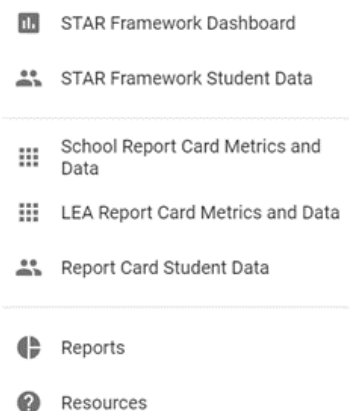 STAR Framework Dashboard
STAR Framework Student Data
School Report Card Metrics and
Data
LEA Report Card Metrics and Data
Report Card Student Data
Reports
Resources